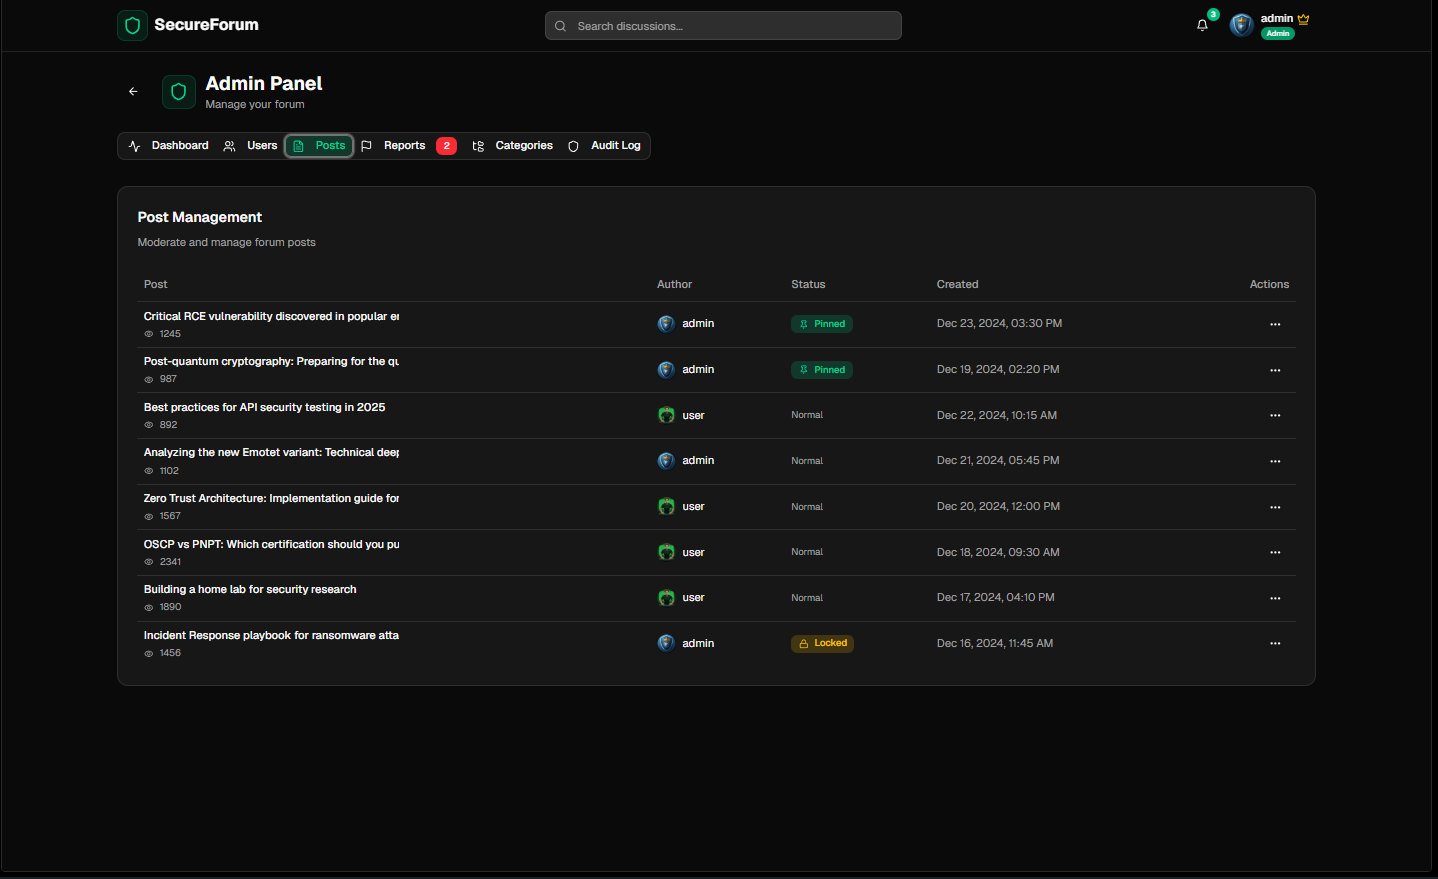 SecureForum
Search discussions...
3
admin
Admin
Admin Panel
Manage your forum
Dashboard Users Posts Reports 2 Categories Audit Log
Post Management
Moderate and manage forum posts
Post Author Status Created Actions
Critical RCE vulnerability discovered in popular
1245
admin Pinned Dec 23, 2024, 03:30 PM
Post-quantum cryptography: Preparing for the
987
admin Pinned Dec 19, 2024, 02:20 PM
Best practices for API security testing in 2025
892
user Normal Dec 22, 2024, 10:15 AM
Analyzing the new Emotet variant: Technical deep
1102
admin Normal Dec 21, 2024, 05:45 PM
Zero Trust Architecture: Implementation guide for
1567
user Normal Dec 20, 2024, 12:00 PM
OSCP vs PNPT: Which certification should you pu
2341
user Normal Dec 18, 2024, 09:30 AM
Building a home lab for security research
1890
user Normal Dec 17, 2024, 04:10 PM
Incident Response playbook for ransomware atta
1456
admin Locked Dec 16, 2024, 11:45 AM